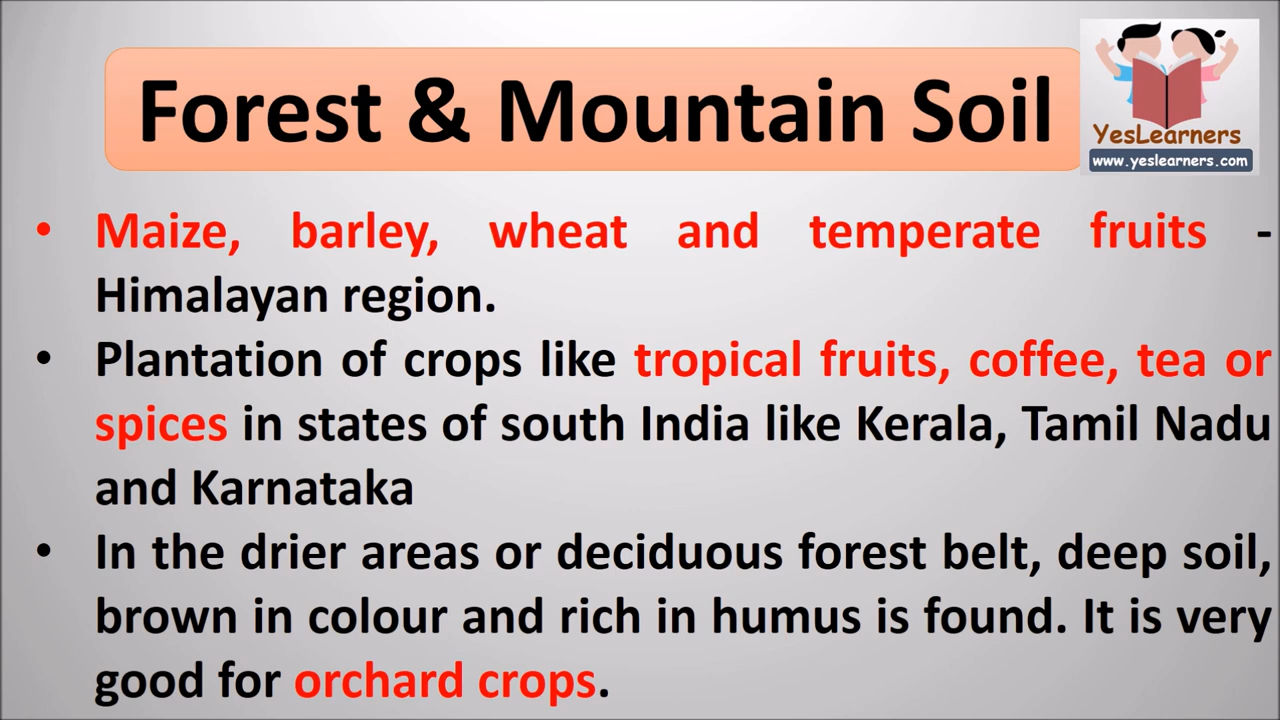 Forest & Mountain Soil
YesLearners
www.yeslearners.com
• Maize, barley, wheat and temperate fruits -
Himalayan region.
• Plantation of crops like tropical fruits, coffee, tea or
spices in states of south India like Kerala, Tamil Nadu
and Karnataka
• In the drier areas or deciduous forest belt, deep soil,
brown in colour and rich in humus is found. It is very
good for orchard crops.